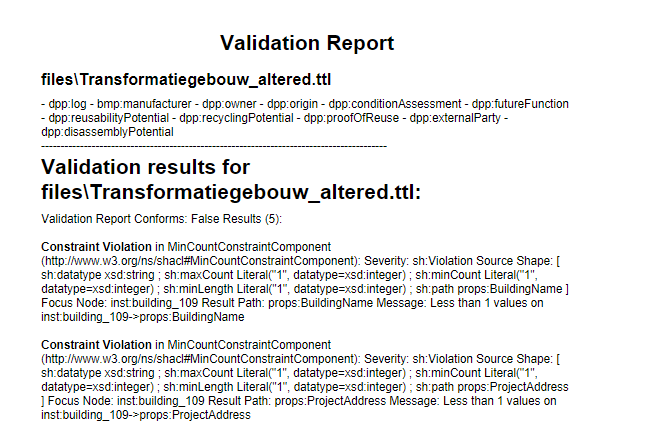 Validation Report
files\Transformatiegebouw_altered.ttl
- dpp:log - bmp:manufacturer - dpp:owner - dpp:origin - dpp:conditionAssessment - dpp:futureFunction
- dpp:reusabilityPotential - dpp:recyclingPotential - dpp:proofOfReuse - dpp:externalParty -
dpp:disassemblyPotential
----------------------------------------------------------------------------------------
Validation results for
files\Transformatiegebouw_altered.ttl:
Validation Report Conforms: False Results (5):
Constraint Violation in MinCountConstraintComponent
(http://www.w3.org/ns/shacl#MinCountConstraintComponent): Severity: sh:Violation Source Shape: [
sh:datatype xsd:string ; sh:maxCount Literal("1", datatype=xsd:integer) ; sh:minCount Literal("1",
datatype=xsd:integer) ; sh:minLength Literal("1", datatype=xsd:integer) ; sh:path props:BuildingName ]
Focus Node: inst:building_109 Result Path: props:BuildingName Message: Less than 1 values on
inst:building_109->props:BuildingName
Constraint Violation in MinCountConstraintComponent
(http://www.w3.org/ns/shacl#MinCountConstraintComponent): Severity: sh:Violation Source Shape: [
sh:datatype xsd:string ; sh:maxCount Literal("1", datatype=xsd:integer) ; sh:minCount Literal("1",
datatype=xsd:integer) ; sh:minLength Literal("1", datatype=xsd:integer) ; sh:path props:ProjectAddress
] Focus Node: inst:building_109 Result Path: props:ProjectAddress Message: Less than 1 values on
inst:building_109->props:ProjectAddress